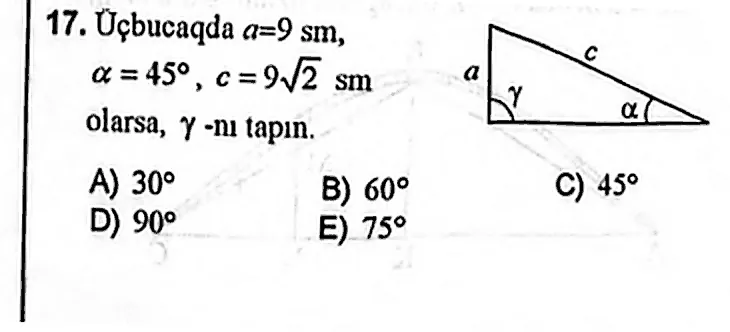 17. Üçbucaqda a=9 sm,
α = 45°, c = 9√2 sm
olarsa, γ -nı tapın.
A) 30° B) 60° C) 45°
D) 90° E) 75°
a
c
γ
α